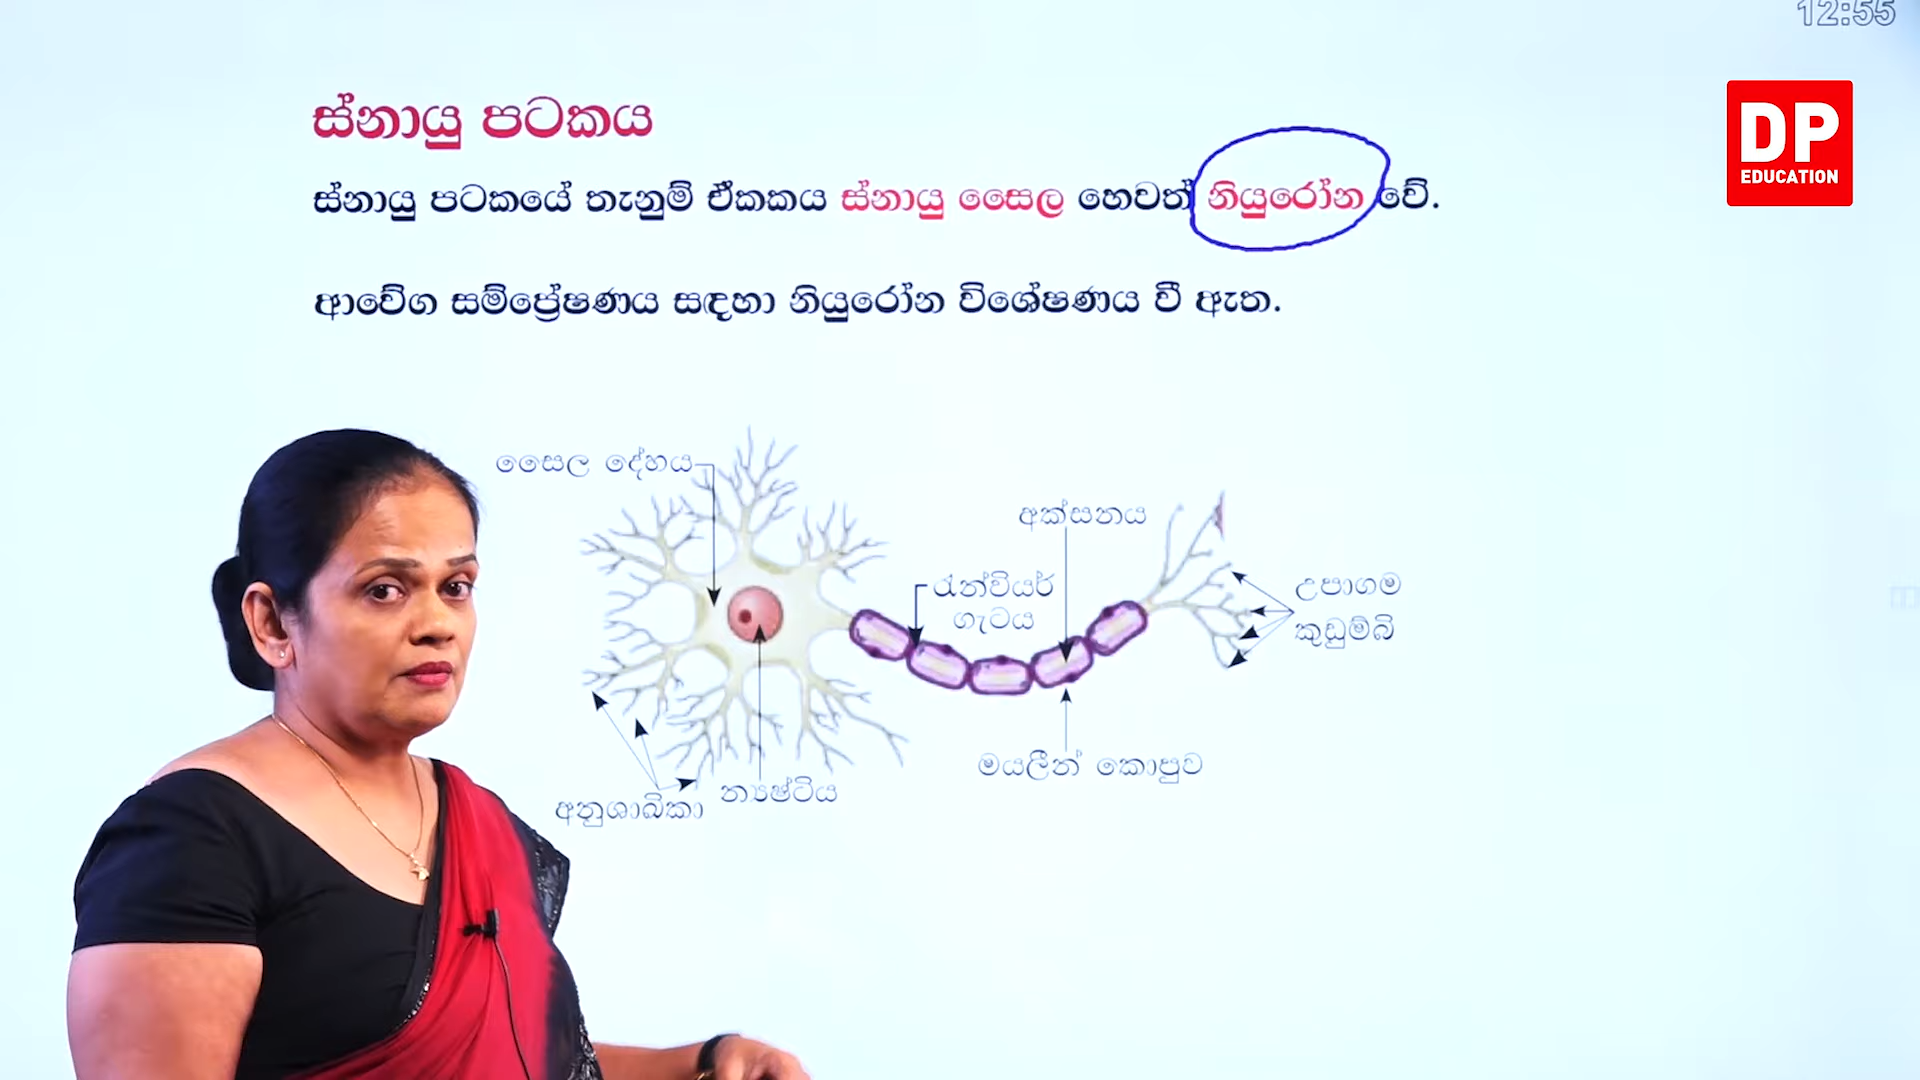 12:55
DP
EDUCATION
ස්නායු පටකය
ස්නායු පටකයේ තැනුම් ඒකකය ස්නායු සෛල හෙවත් නියුරෝන වේ.
ආවේග සම්ප්‍රේෂණය සඳහා නියුරෝන විශේෂණය වී ඇත.
සෛල දේහය
අක්සනය
රැන්වියර්
ගැටය
උපාගම
කුඩුම්බි
මයලීන් කොපුව
අනුශාඛිකා
න්‍යෂ්ටිය